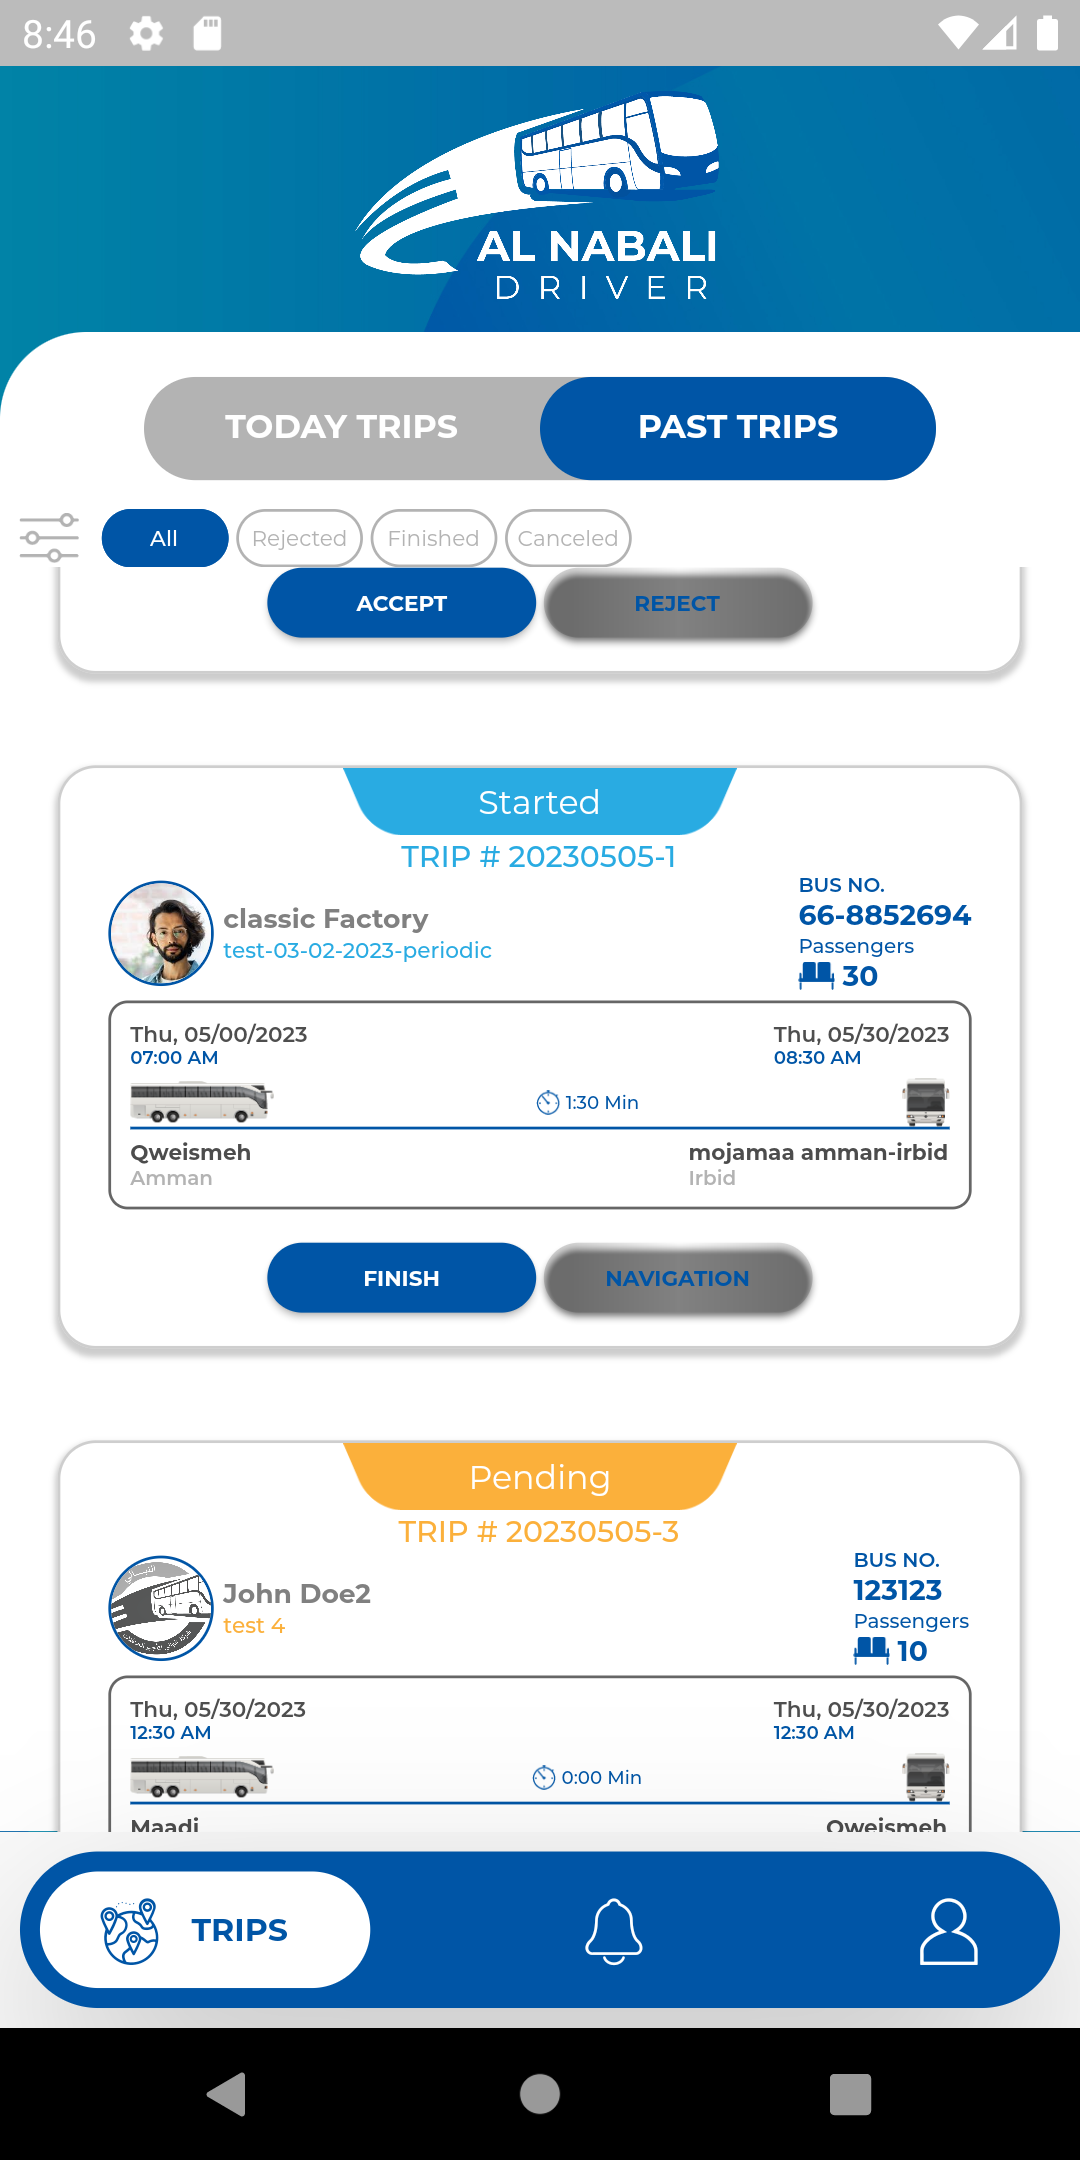 8:46
AL NABALI
DRIVER
TODAY TRIPS
PAST TRIPS
All
Rejected
Finished
Canceled
ACCEPT
REJECT
Started
TRIP # 20230505-1
classic Factory
test-03-02-2023-periodic
BUS NO.
66-8852694
Passengers
30
Thu, 05/00/2023
07:00 AM
Thu, 05/30/2023
08:30 AM
1:30 Min
Qweismeh
Amman
mojamaa amman-irbid
Irbid
FINISH
NAVIGATION
Pending
TRIP # 20230505-3
John Doe2
test 4
BUS NO.
123123
Passengers
10
Thu, 05/30/2023
12:30 AM
Thu, 05/30/2023
12:30 AM
0:00 Min
Maadi
Qweismeh
TRIPS